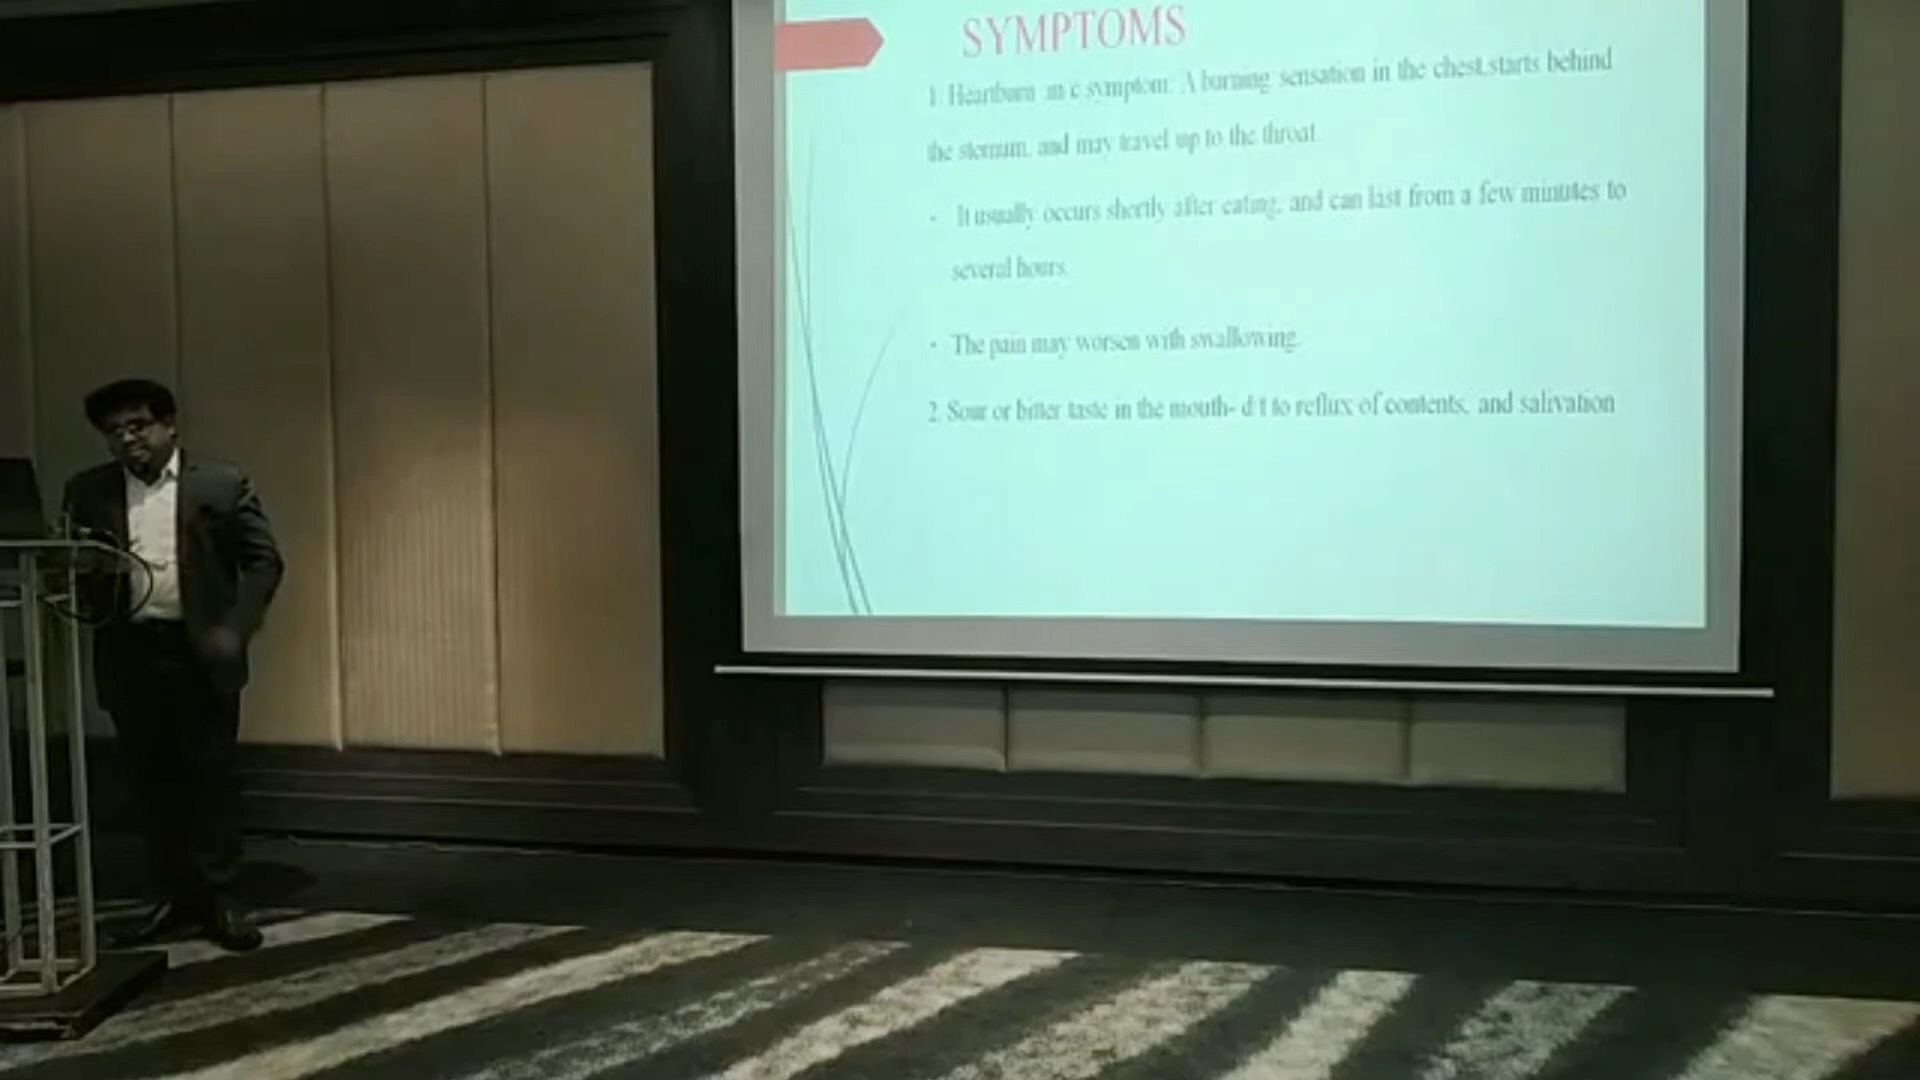 SYMPTOMS
1. Heartburn m c symptom: A burning sensation in the chest,starts behind
the sternum, and may travel up to the throat.
- It usually occurs shortly after eating, and can last from a few minutes to
several hours.
• The pain may worsen with swallowing.
2. Sour or bitter taste in the mouth- d/t to reflux of contents, and salivation